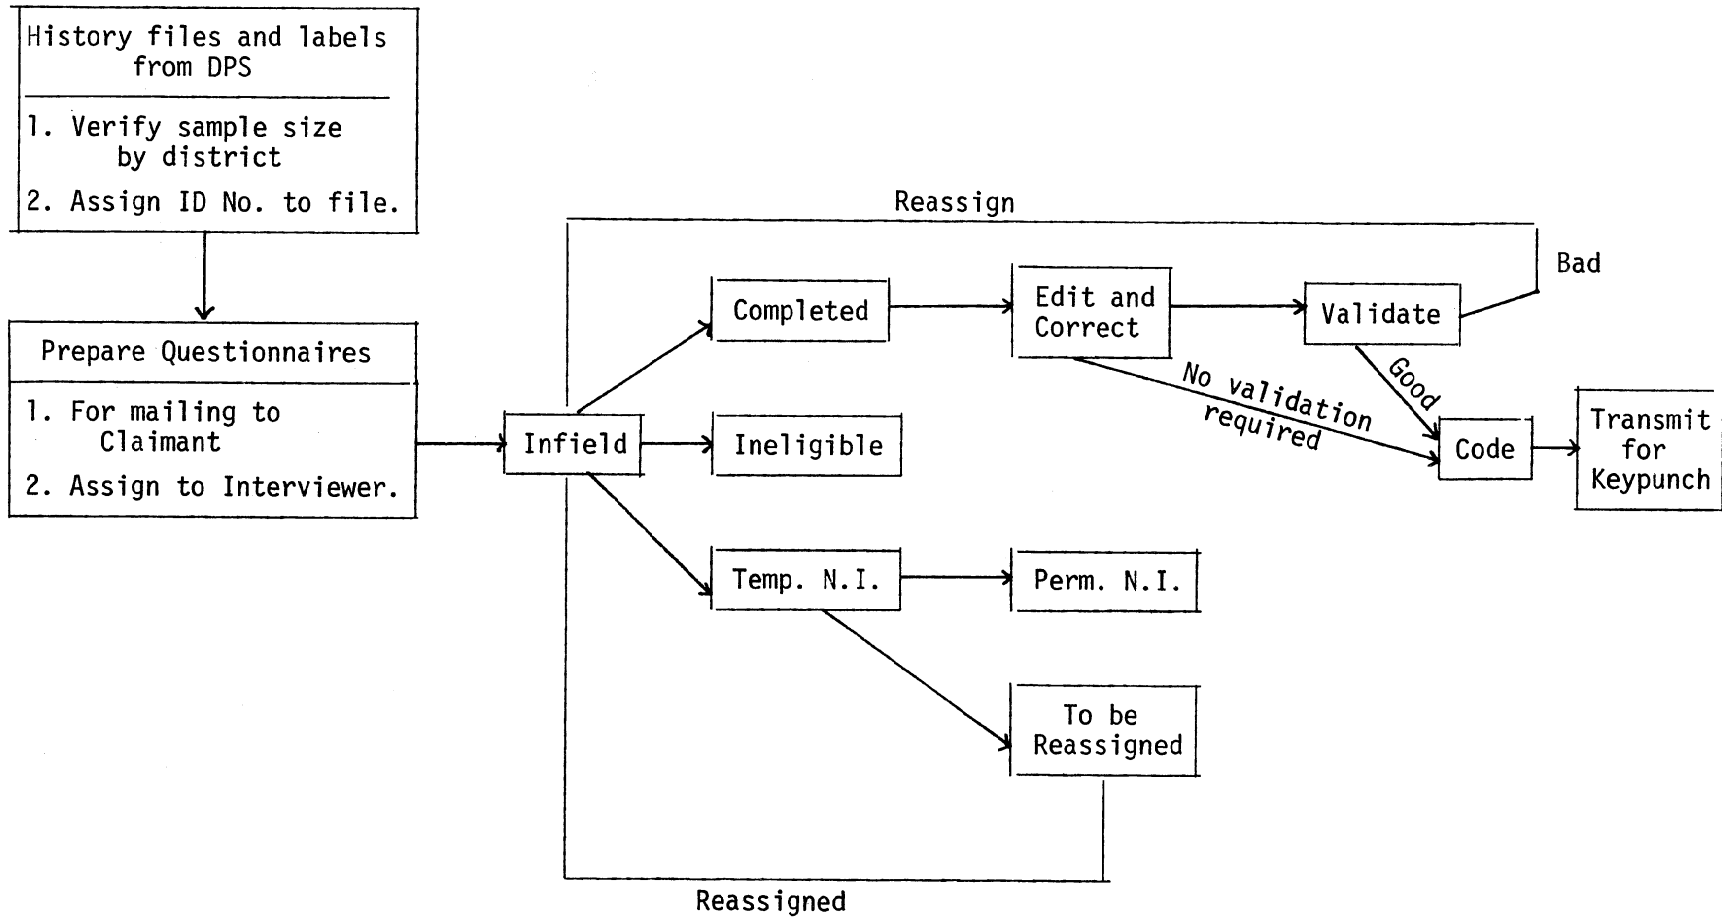 History files and labels
from DPS
1. Verify sample size
by district
2. Assign ID No. to file.
Prepare Questionnaires
1. For mailing to
Claimant
2. Assign to Interviewer.
Infield
Reassign
Completed
Edit and
Correct
Validate
Bad
Good
No validation
required
Code
Transmit
for
Keypunch
Ineligible
Temp. N.I.
Perm. N.I.
To be
Reassigned
Reassigned